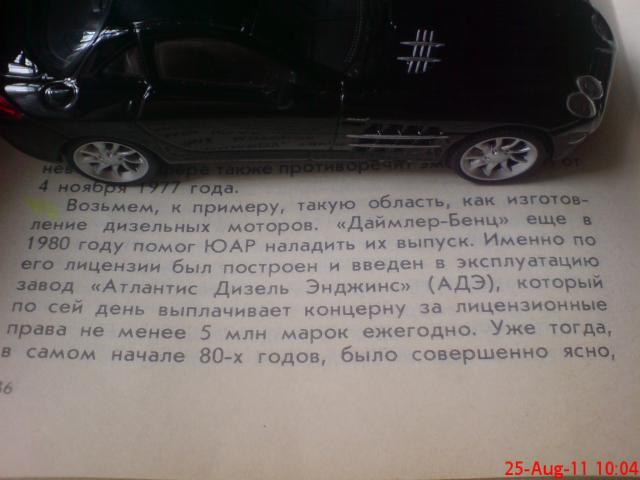 также противоречит
4 ноября 1977 года.
Возьмем, к примеру, такую область, как изготов-
ление дизельных моторов. «Даймлер-Бенц» еще в
1980 году помог ЮАР наладить их выпуск. Именно по
его лицензии был построен и введен в эксплуатацию
завод «Атлантис Дизель Энджинс» (АДЭ), который
по сей день выплачивает концерну за лицензионные
права не менее 5 млн марок ежегодно. Уже тогда,
в самом начале 80-х годов, было совершенно ясно,
25-Aug-11 10:04